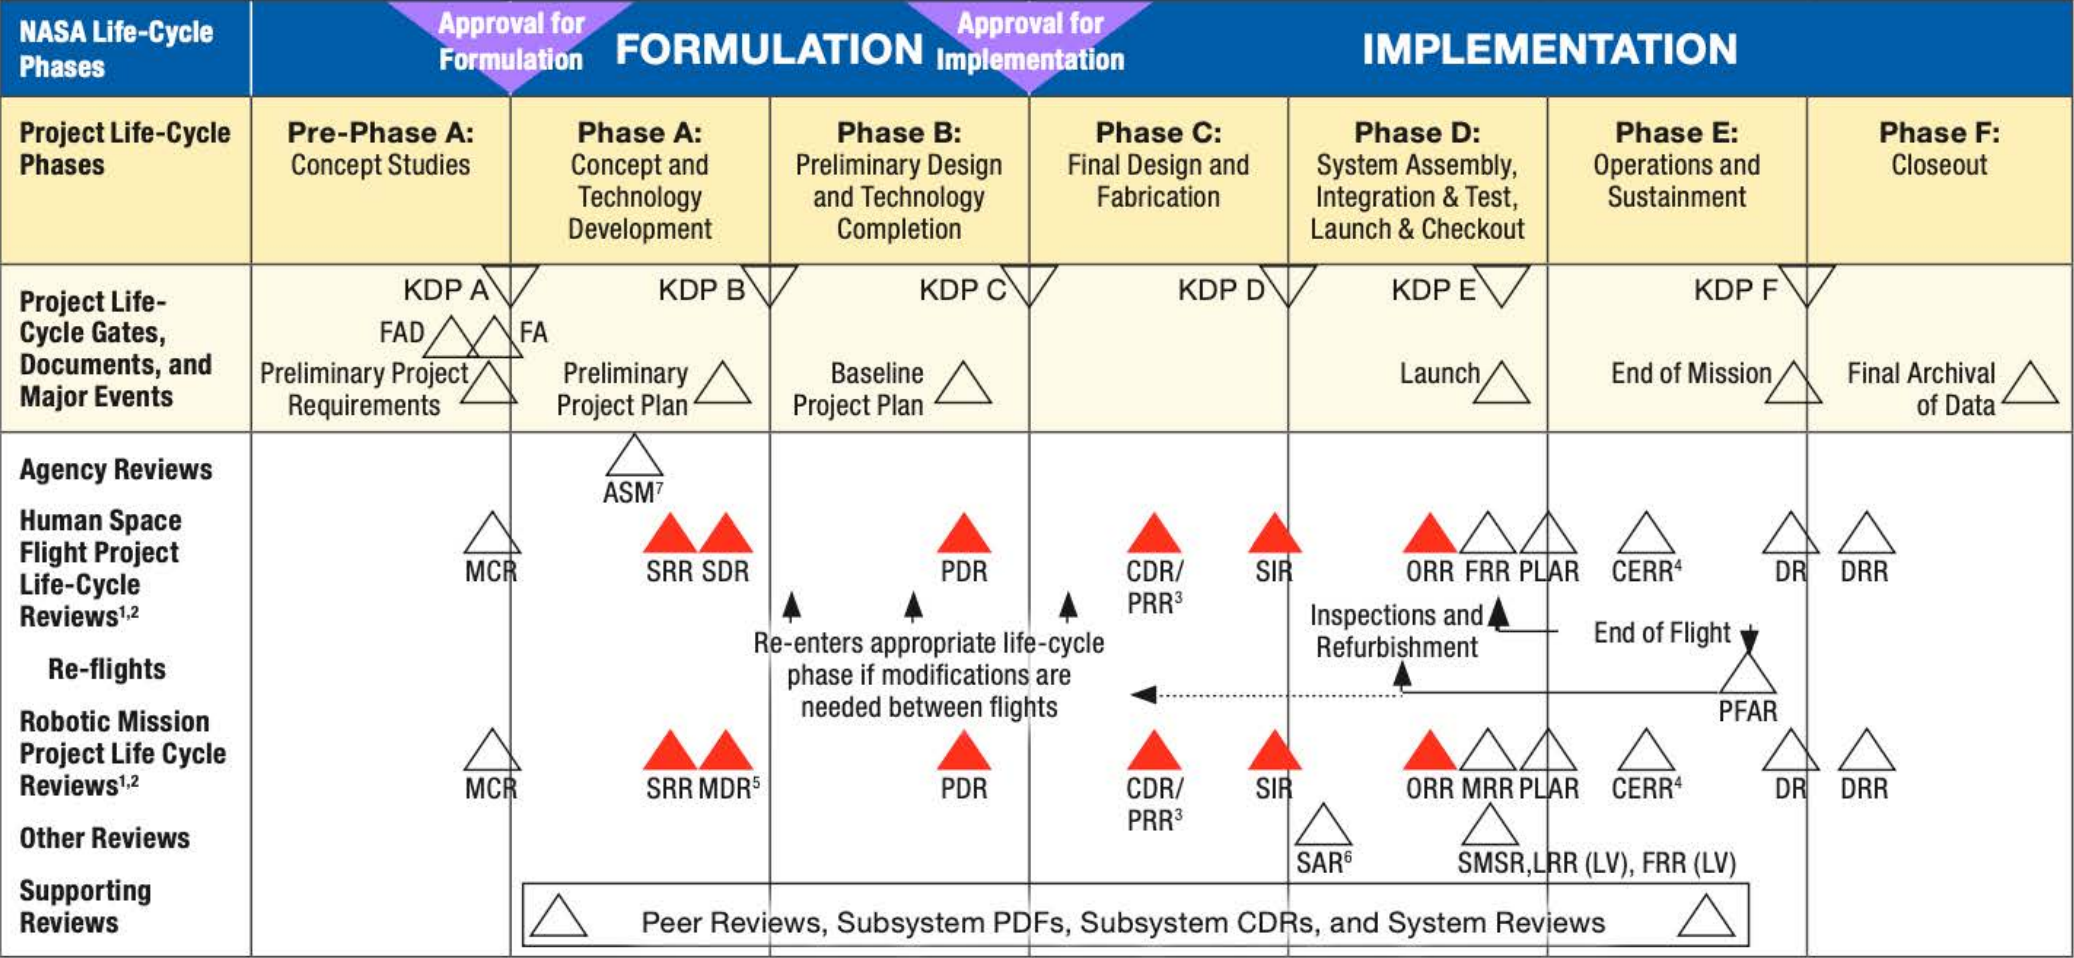 NASA Life-Cycle
Phases
Approval for
Formulation
FORMULATION
Approval for
Implementation
IMPLEMENTATION
Project Life-Cycle
Phases
Pre-Phase A:
Concept Studies
Phase A:
Concept and
Technology
Development
Phase B:
Preliminary Design
and Technology
Completion
Phase C:
Final Design and
Fabrication
Phase D:
System Assembly,
Integration & Test,
Launch & Checkout
Phase E:
Operations and
Sustainment
Phase F:
Closeout
Project Life-
Cycle Gates,
Documents, and
Major Events
KDP A
KDP B
KDP C
KDP D
KDP E
KDP F
FAD
FA
Preliminary Project
Requirements
Preliminary
Project Plan
Baseline
Project Plan
Launch
End of Mission
Final Archival
of Data
Agency Reviews
ASM⁷
Human Space
Flight Project
Life-Cycle
Reviews¹,²
MCR
SRR SDR
PDR
CDR/
PRR³
SIR
ORR FRR PLAR
CERR⁴
DR
DRR
Re-flights
Re-enters appropriate life-cycle
phase if modifications are
needed between flights
Inspections and
Refurbishment
End of Flight
PFAR
Robotic Mission
Project Life Cycle
Reviews¹,²
MCR
SRR MDR⁵
PDR
CDR/
PRR³
SIR
ORR MRR PLAR
CERR⁴
DR
DRR
Other Reviews
SAR⁶
SMSR,LRR (LV), FRR (LV)
Supporting
Reviews
Peer Reviews, Subsystem PDFs, Subsystem CDRs, and System Reviews